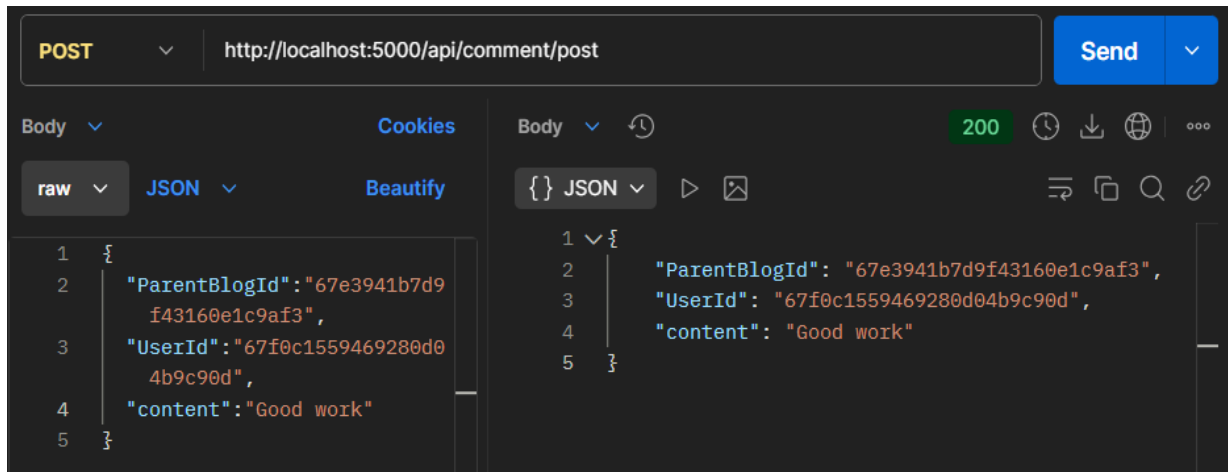 POST http://localhost:5000/api/comment/post Send
Body Cookies
raw JSON Beautify
1 {
2 "ParentBlogId":"67e3941b7d9
f43160e1c9af3",
3 "UserId":"67f0c1559469280d0
4b9c90d",
4 "content":"Good work"
5 }
Body 200
{} JSON
1 {
2 "ParentBlogId": "67e3941b7d9f43160e1c9af3",
3 "UserId": "67f0c1559469280d04b9c90d",
4 "content": "Good work"
5 }